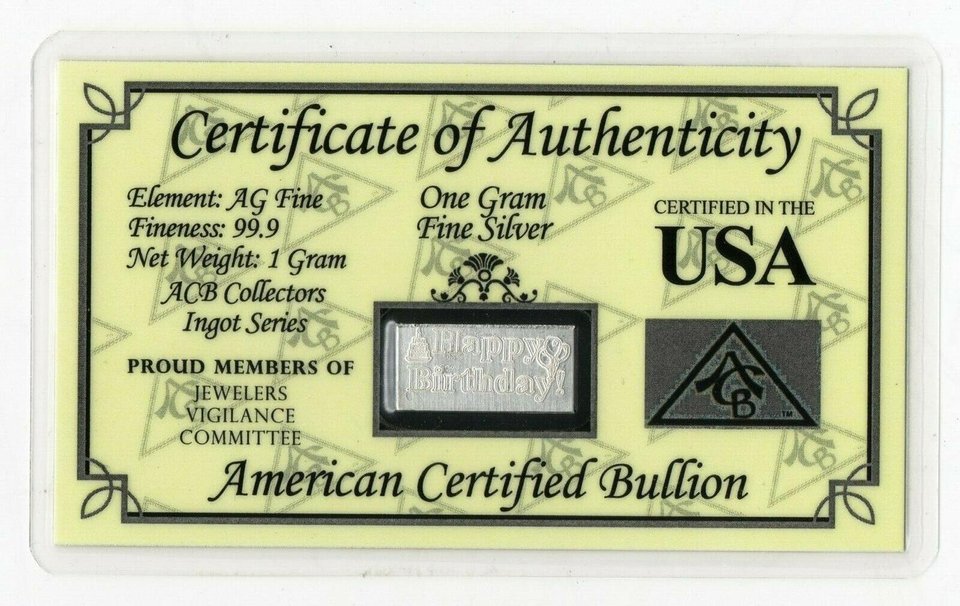 Certificate of Authenticity
Element: AG Fine
Fineness: 99.9
Net Weight: 1 Gram
ACB Collectors
Ingot Series
PROUD MEMBERS OF
JEWELERS
VIGILANCE
COMMITTEE
One Gram
Fine Silver
Happy
Birthday!
CERTIFIED IN THE
USA
ACB
TM
American Certified Bullion